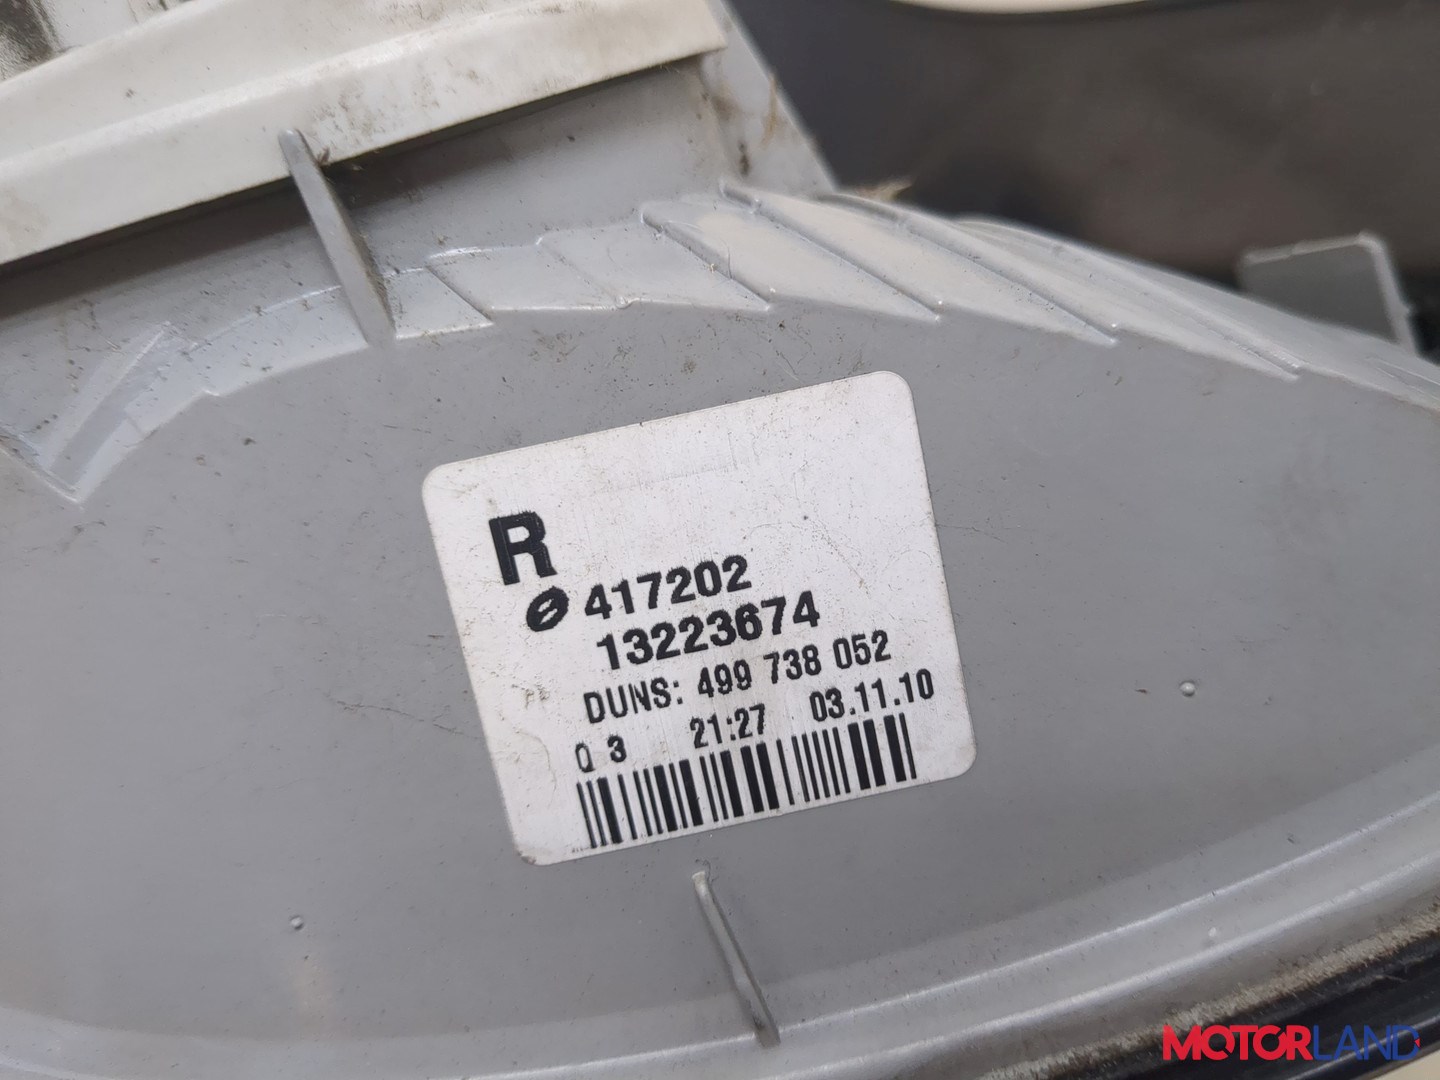 R
417202
13223674
DUNS: 499 738 052
Q 3 21:27 03.11.10
MOTORLAND